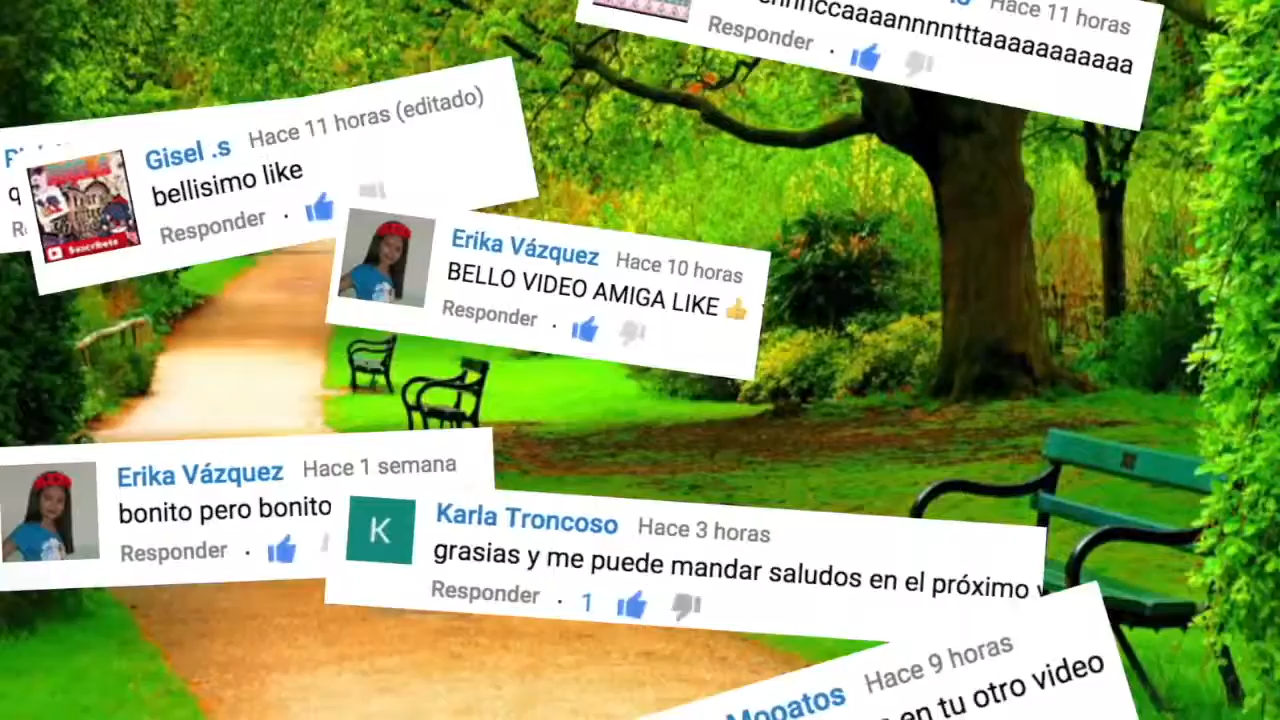 Hace 11 horas
Responder
Gisel .s Hace 11 horas (editado)
bellisimo like
Responder
Suscribete
Erika Vázquez Hace 10 horas
BELLO VIDEO AMIGA LIKE 👍
Responder
Erika Vázquez Hace 1 semana
bonito pero bonito
Responder
K
Karla Troncoso Hace 3 horas
grasias y me puede mandar saludos en el próximo
Responder 1
Hace 9 horas
en tu otro video